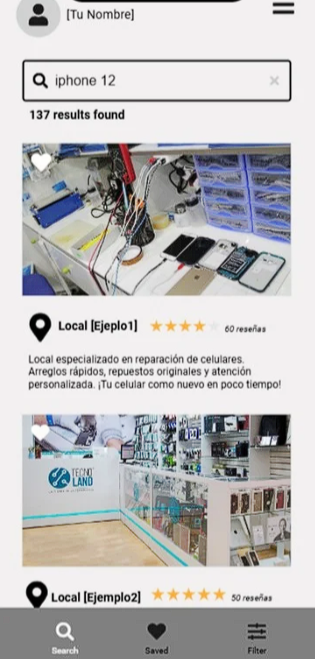 [Tu Nombre]
iphone 12
137 results found
Local [Ejeplo1]
60 reseñas
Local especializado en reparación de celulares.
Arreglos rápidos, repuestos originales y atención
personalizada. ¡Tu celular como nuevo en poco tiempo!
TECNO
LAND
Local [Ejemplo2]
50 reseñas
Search
Saved
Filter